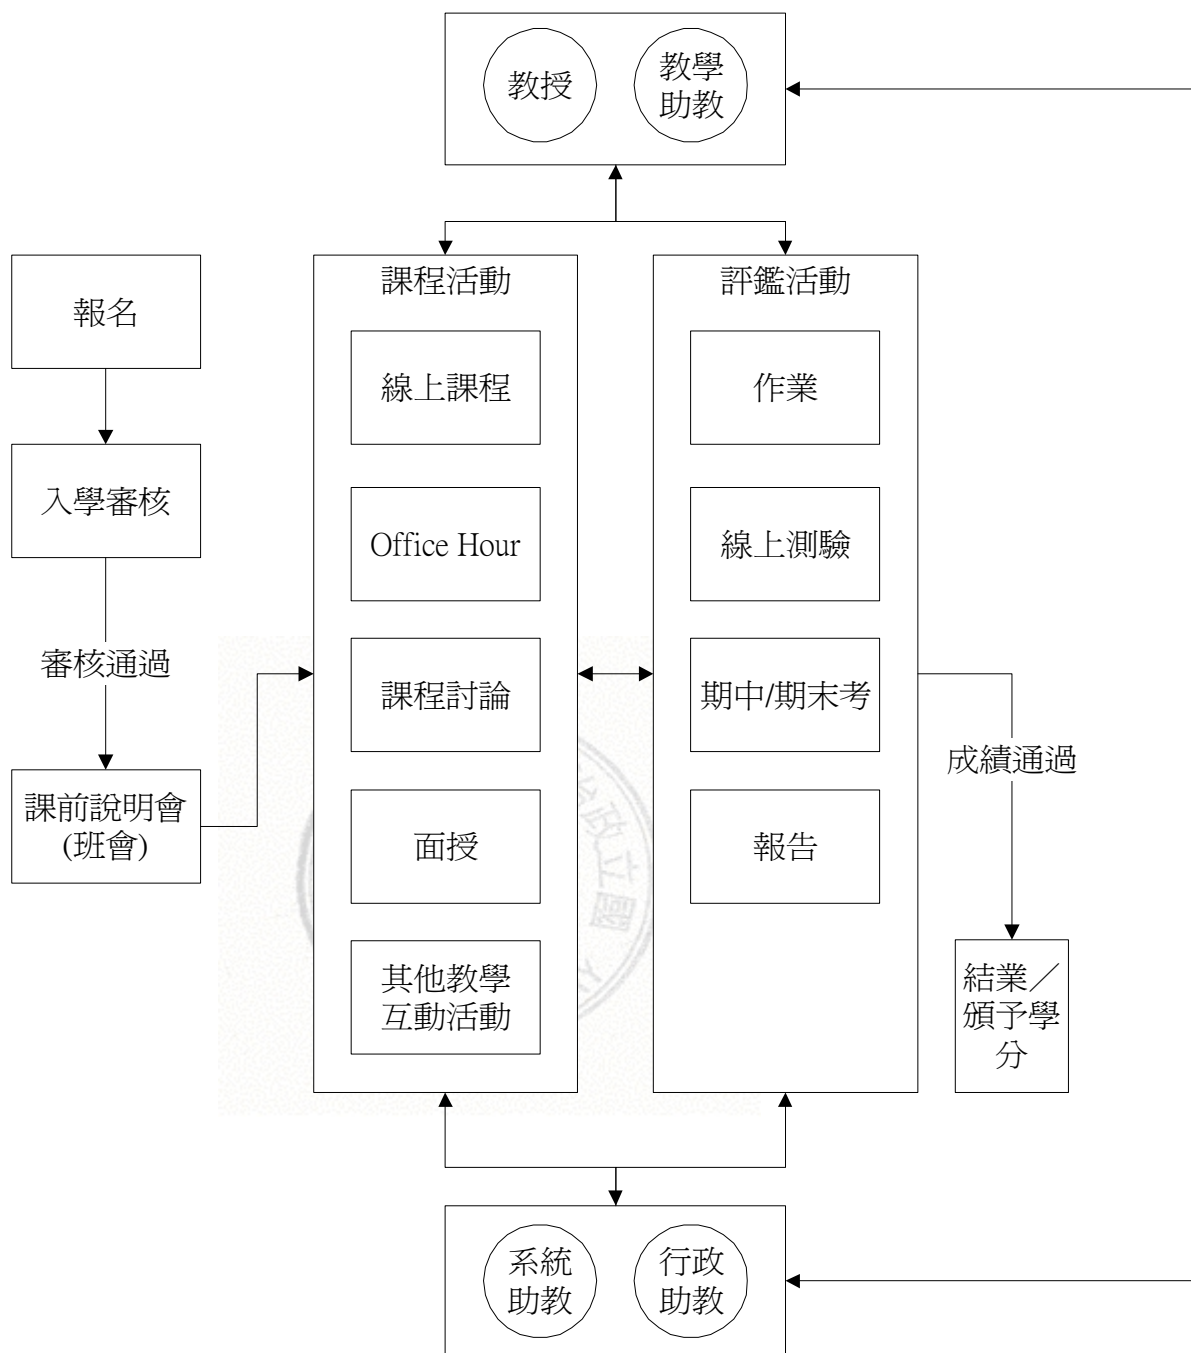 教授
教學
助教
報名
入學審核
審核通過
課前說明會
(班會)
課程活動
線上課程
Office Hour
課程討論
面授
其他教學
互動活動
評鑑活動
作業
線上測驗
期中/期末考
報告
成績通過
結業／
頒予學
分
系統
助教
行政
助教